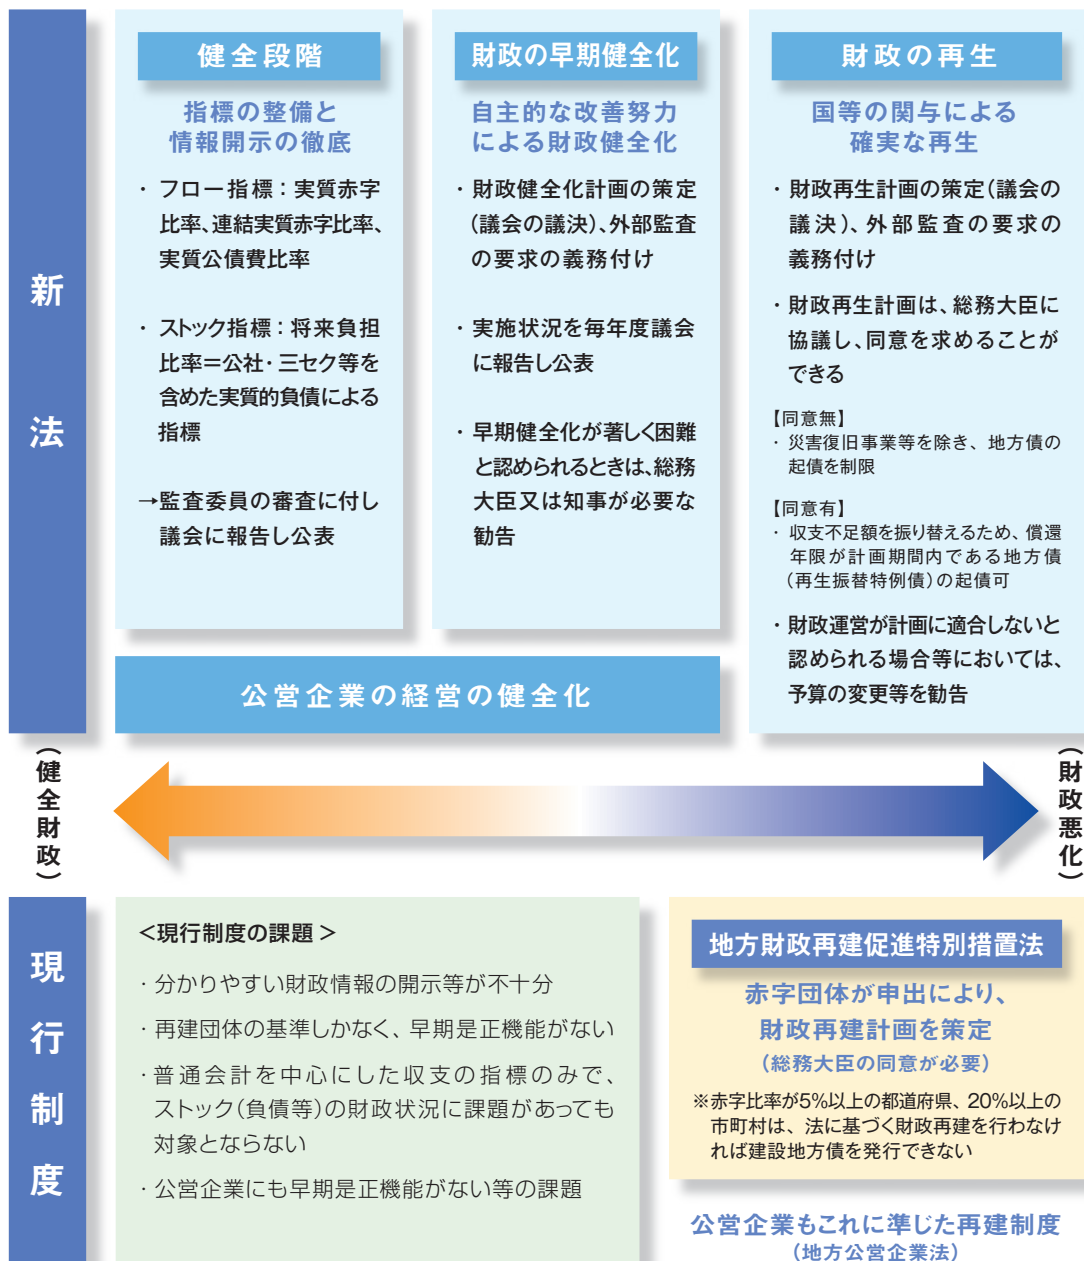 新法
健全段階
指標の整備と
情報開示の徹底
・ フロー指標：実質赤字
比率、連結実質赤字比率、
実質公債費比率
・ ストック指標：将来負担
比率＝公社・三セク等を
含めた実質的負債による
指標
→監査委員の審査に付し
議会に報告し公表
財政の早期健全化
自主的な改善努力
による財政健全化
・ 財政健全化計画の策定
（議会の議決）、外部監査
の要求の義務付け
・ 実施状況を毎年度議会
に報告し公表
・ 早期健全化が著しく困難
と認められるときは、総務
大臣又は知事が必要な
勧告
公営企業の経営の健全化
財政の再生
国等の関与による
確実な再生
・ 財政再生計画の策定（議会の
議決）、外部監査の要求の
義務付け
・ 財政再生計画は、総務大臣に
協議し、同意を求めることが
できる
【同意無】
・ 災害復旧事業等を除き、地方債の
起債を制限
【同意有】
・ 収支不足額を振り替えるため、償還
年限が計画期間内である地方債
（再生振替特例債）の起債可
・ 財政運営が計画に適合しないと
認められる場合等においては、
予算の変更等を勧告
（健全財政）
（財政悪化）
現行制度
＜現行制度の課題＞
・分かりやすい財政情報の開示等が不十分
・再建団体の基準しかなく、早期是正機能がない
・普通会計を中心にした収支の指標のみで、
ストック（負債等）の財政状況に課題があっても
対象とならない
・公営企業にも早期是正機能がない等の課題
地方財政再建促進特別措置法
赤字団体が申出により、
財政再建計画を策定
（総務大臣の同意が必要）
※赤字比率が5%以上の都道府県、20%以上の
市町村は、法に基づく財政再建を行わなけ
れば建設地方債を発行できない
公営企業もこれに準じた再建制度
（地方公営企業法）